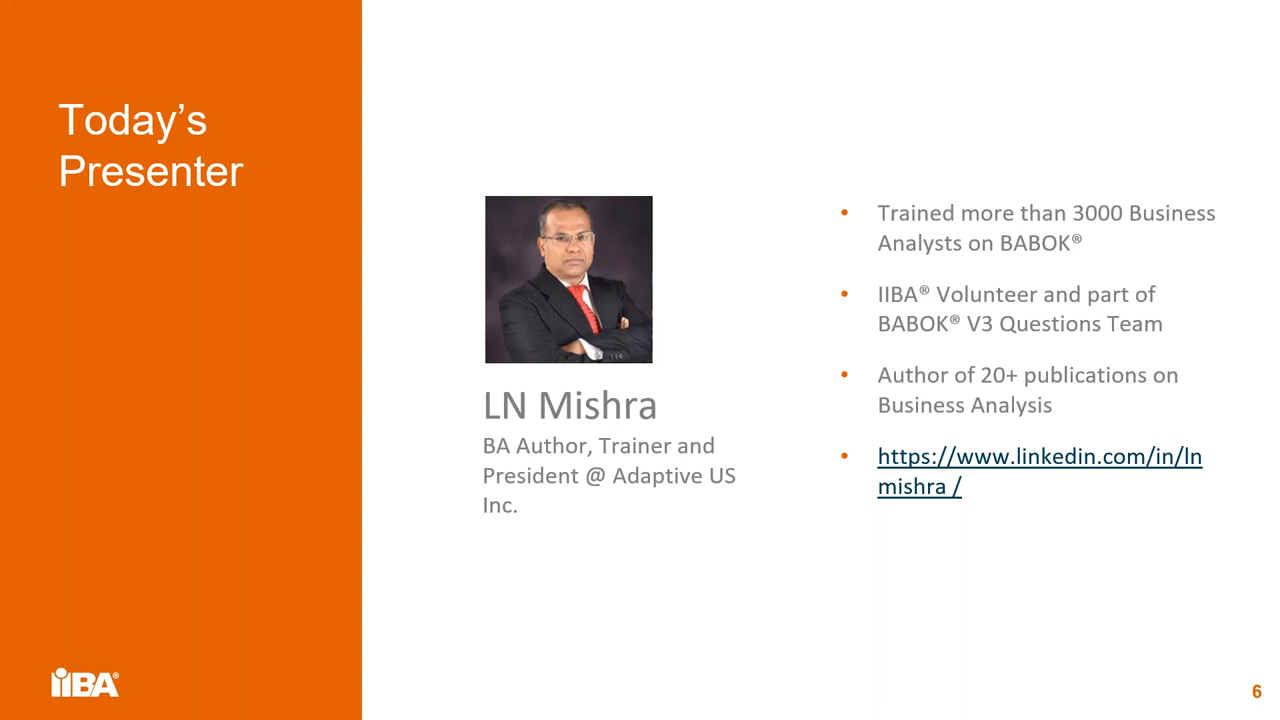 Today’s
Presenter
LN Mishra
BA Author, Trainer and
President @ Adaptive US
Inc.
• Trained more than 3000 Business
Analysts on BABOK®
• IIBA® Volunteer and part of
BABOK® V3 Questions Team
• Author of 20+ publications on
Business Analysis
• https://www.linkedin.com/in/ln
mishra /
iiBA®
6